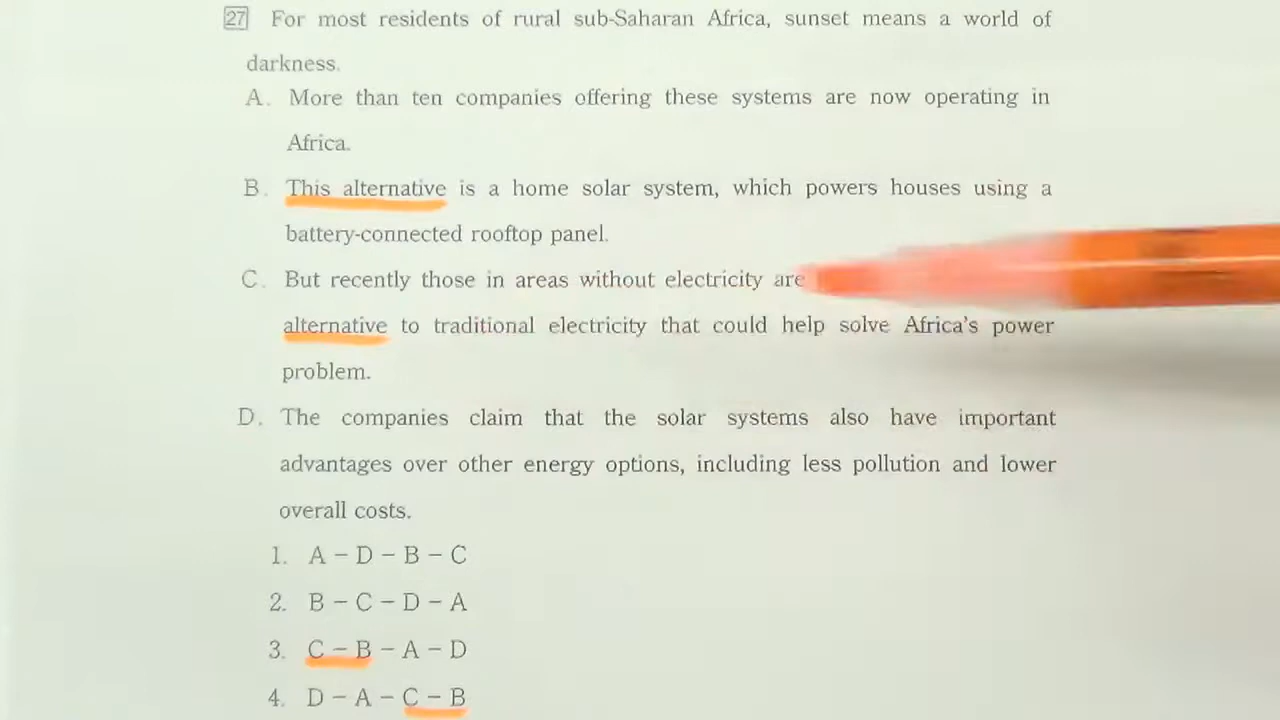 27 For most residents of rural sub-Saharan Africa, sunset means a world of
darkness.
A. More than ten companies offering these systems are now operating in
Africa.
B. This alternative is a home solar system, which powers houses using a
battery-connected rooftop panel.
C. But recently those in areas without electricity are
alternative to traditional electricity that could help solve Africa's power
problem.
D. The companies claim that the solar systems also have important
advantages over other energy options, including less pollution and lower
overall costs.
1. A – D – B – C
2. B – C – D – A
3. C – B – A – D
4. D – A – C – B